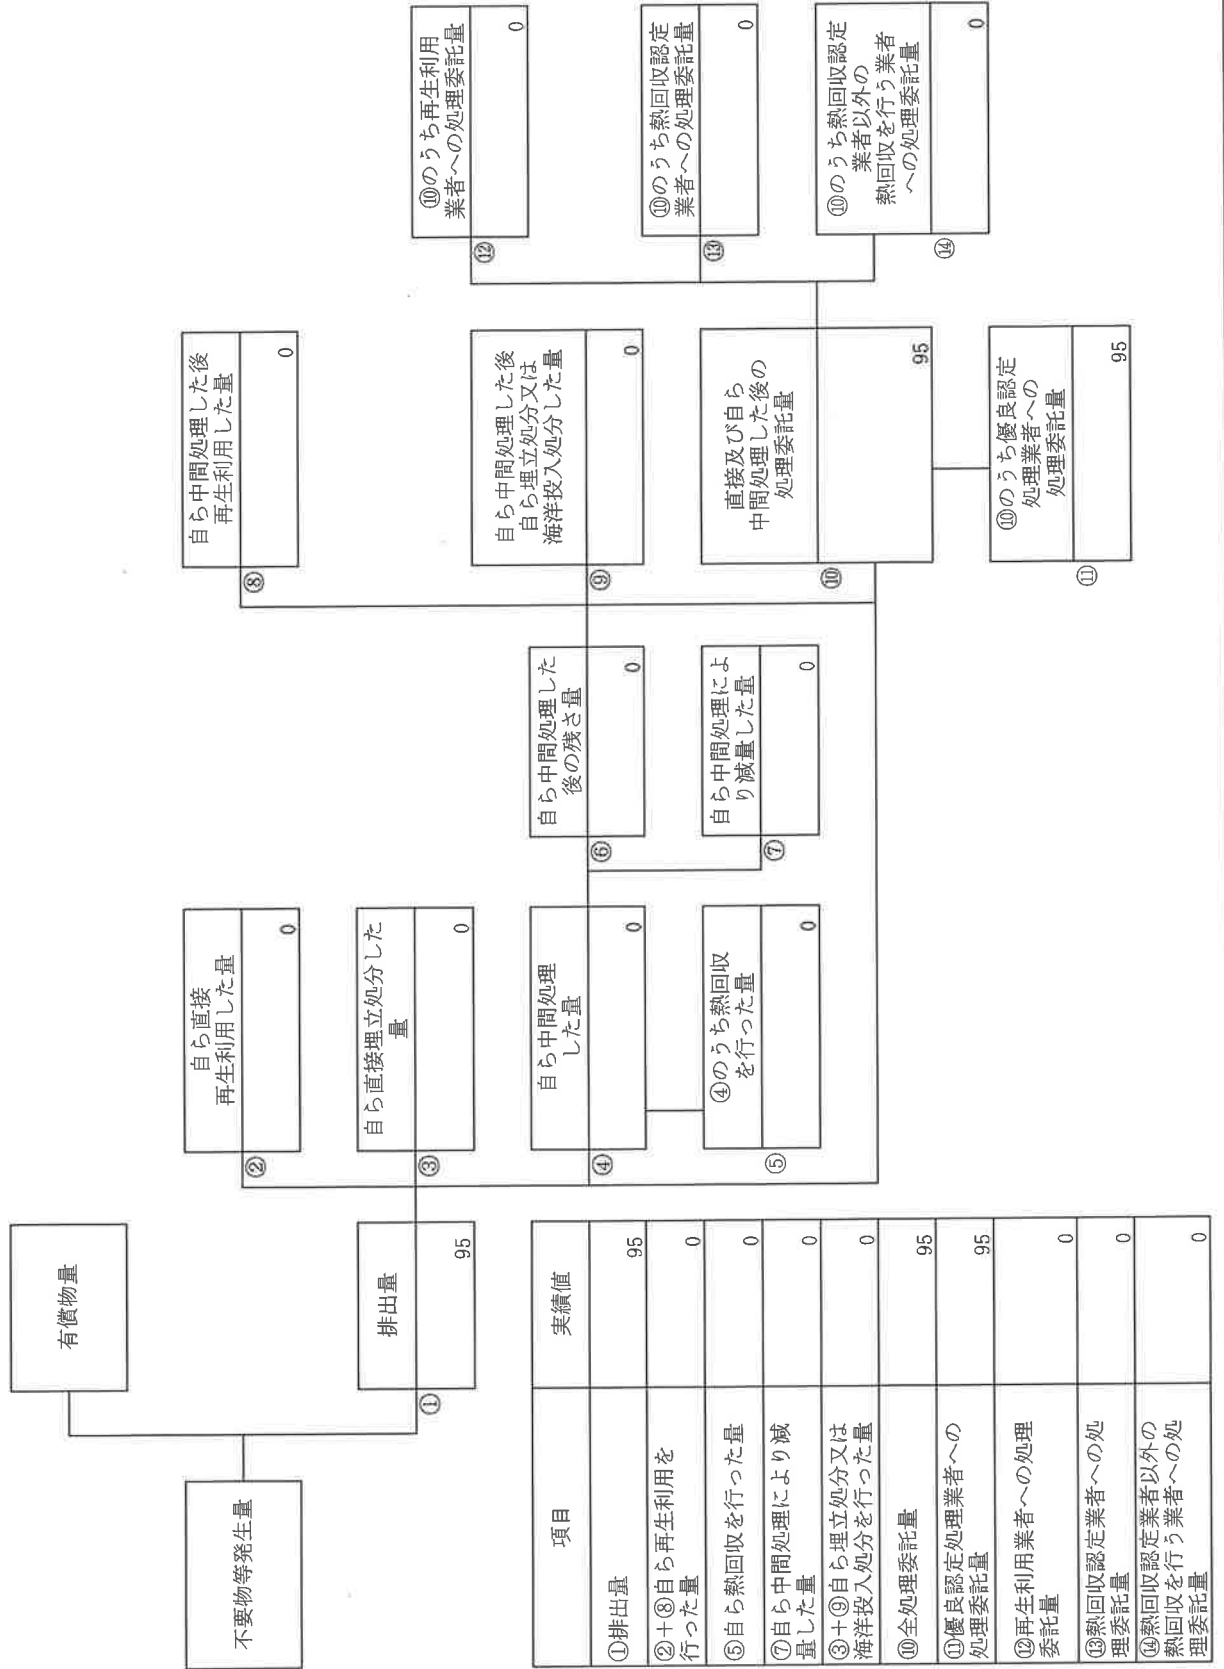 不要物等発生量
有償物量
排出量
①
95
自ら直接
再生利用した量
②
0
自ら直接埋立処分した
量
③
0
自ら中間処理
した量
④
0
④のうち熱回収
を行った量
⑤
0
自ら中間処理した
後の残さ量
⑥
0
自ら中間処理によ
り減量した量
⑦
0
自ら中間処理した後
再生利用した量
⑧
0
自ら中間処理した後
自ら埋立処分又は
海洋投入処分した量
⑨
0
直接及び自ら
中間処理した後の
処理委託量
⑩
95
⑩のうち優良認定
処理業者への
処理委託量
⑪
95
⑩のうち再生利用
業者への処理委託量
⑫
0
⑩のうち熱回収認定
業者への処理委託量
⑬
0
⑩のうち熱回収認定
業者以外の
熱回収を行う業者
への処理委託量
⑭
0
項目 実績値
①排出量 95
②＋⑧自ら再生利用を
行った量 0
⑤自ら熱回収を行った量 0
⑦自ら中間処理により減
量した量 0
③＋⑨自ら埋立処分又は
海洋投入処分を行った量 0
⑩全処理委託量 95
⑪優良認定処理業者への
処理委託量 95
⑫再生利用業者への処理
委託量 0
⑬熱回収認定業者への処
理委託量 0
⑭熱回収認定業者以外の
熱回収を行う業者への処
理委託量 0